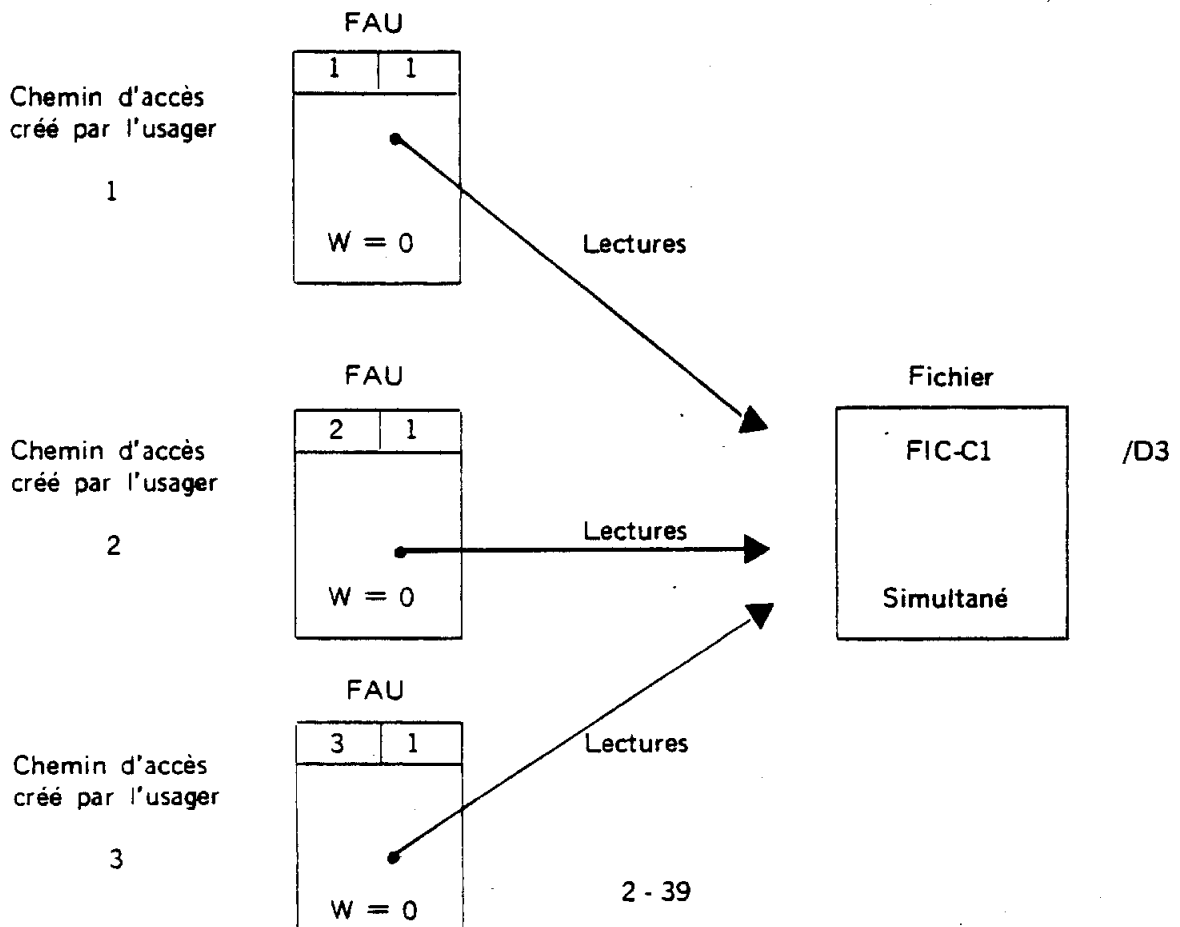 FAU
1 1
Chemin d'accès
créé par l'usager
1
W = 0
Lectures
FAU
2 1
Chemin d'accès
créé par l'usager
2
Lectures
W = 0
Fichier
FIC-C1
/D3
Simultané
FAU
3 1
Chemin d'accès
créé par l'usager
3
Lectures
W = 0
2 - 39